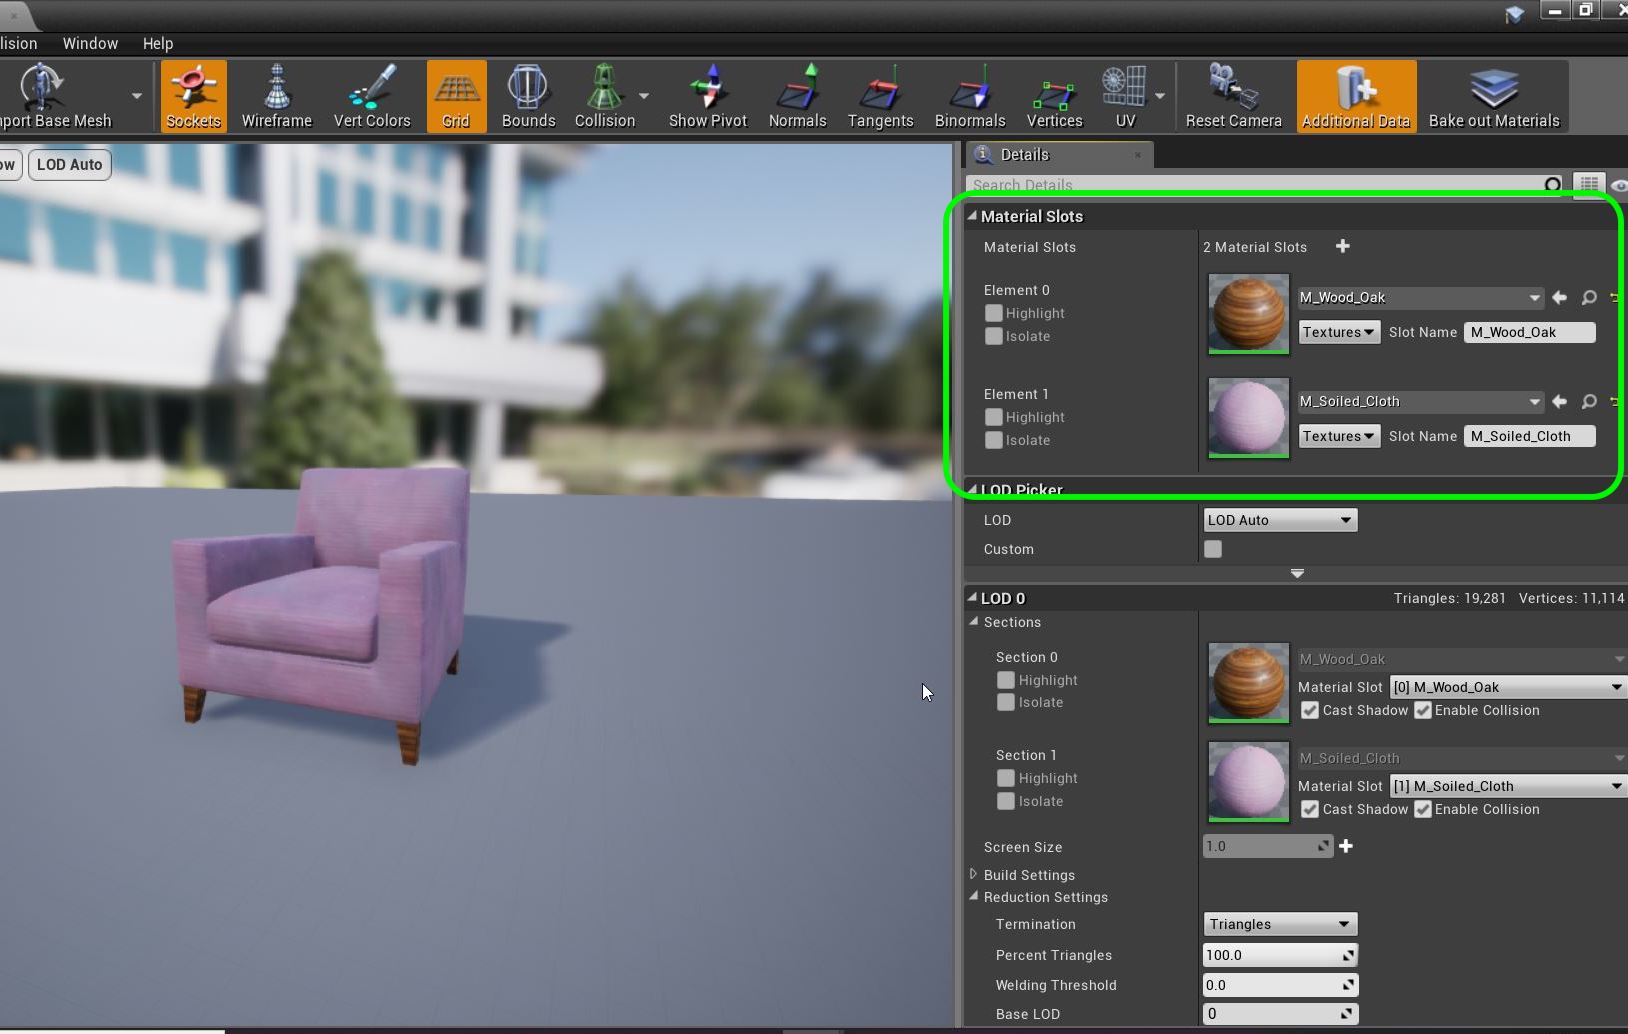 lision Window Help
port Base Mesh Sockets Wireframe Vert Colors Grid Bounds Collision Show Pivot Normals Tangents Binormals Vertices UV Reset Camera Additional Data Bake out Materials
ow LOD Auto
Details
Search Details
Material Slots
Material Slots 2 Material Slots
Element 0
Highlight
Isolate
M_Wood_Oak
Textures Slot Name M_Wood_Oak
Element 1
Highlight
Isolate
M_Soiled_Cloth
Textures Slot Name M_Soiled_Cloth
LOD Picker
LOD LOD Auto
Custom
LOD 0 Triangles: 19,281 Vertices: 11,114
Sections
Section 0
Highlight
Isolate
M_Wood_Oak
Material Slot [0] M_Wood_Oak
Cast Shadow Enable Collision
Section 1
Highlight
Isolate
M_Soiled_Cloth
Material Slot [1] M_Soiled_Cloth
Cast Shadow Enable Collision
Screen Size 1.0
Build Settings
Reduction Settings
Termination Triangles
Percent Triangles 100.0
Welding Threshold 0.0
Base LOD 0